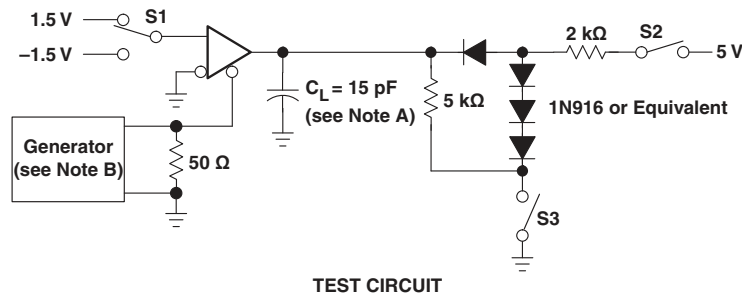 1.5 V
S1
–1.5 V
2 kΩ
S2
5 V
CL = 15 pF
(see Note A)
5 kΩ
1N916 or Equivalent
Generator
(see Note B)
50 Ω
S3
TEST CIRCUIT